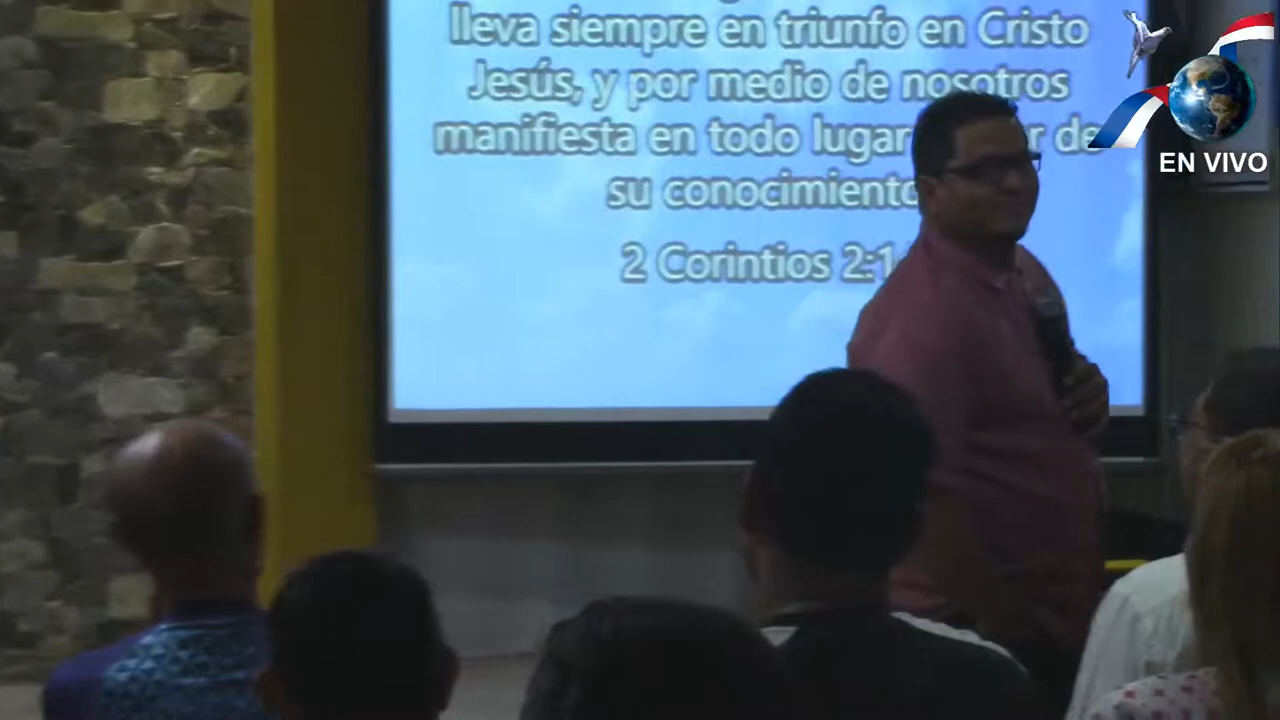 lleva siempre en triunfo en Cristo
Jesús, y por medio de nosotros
manifiesta en todo lugar de
su conocimiento
2 Corintios 2:1
EN VIVO